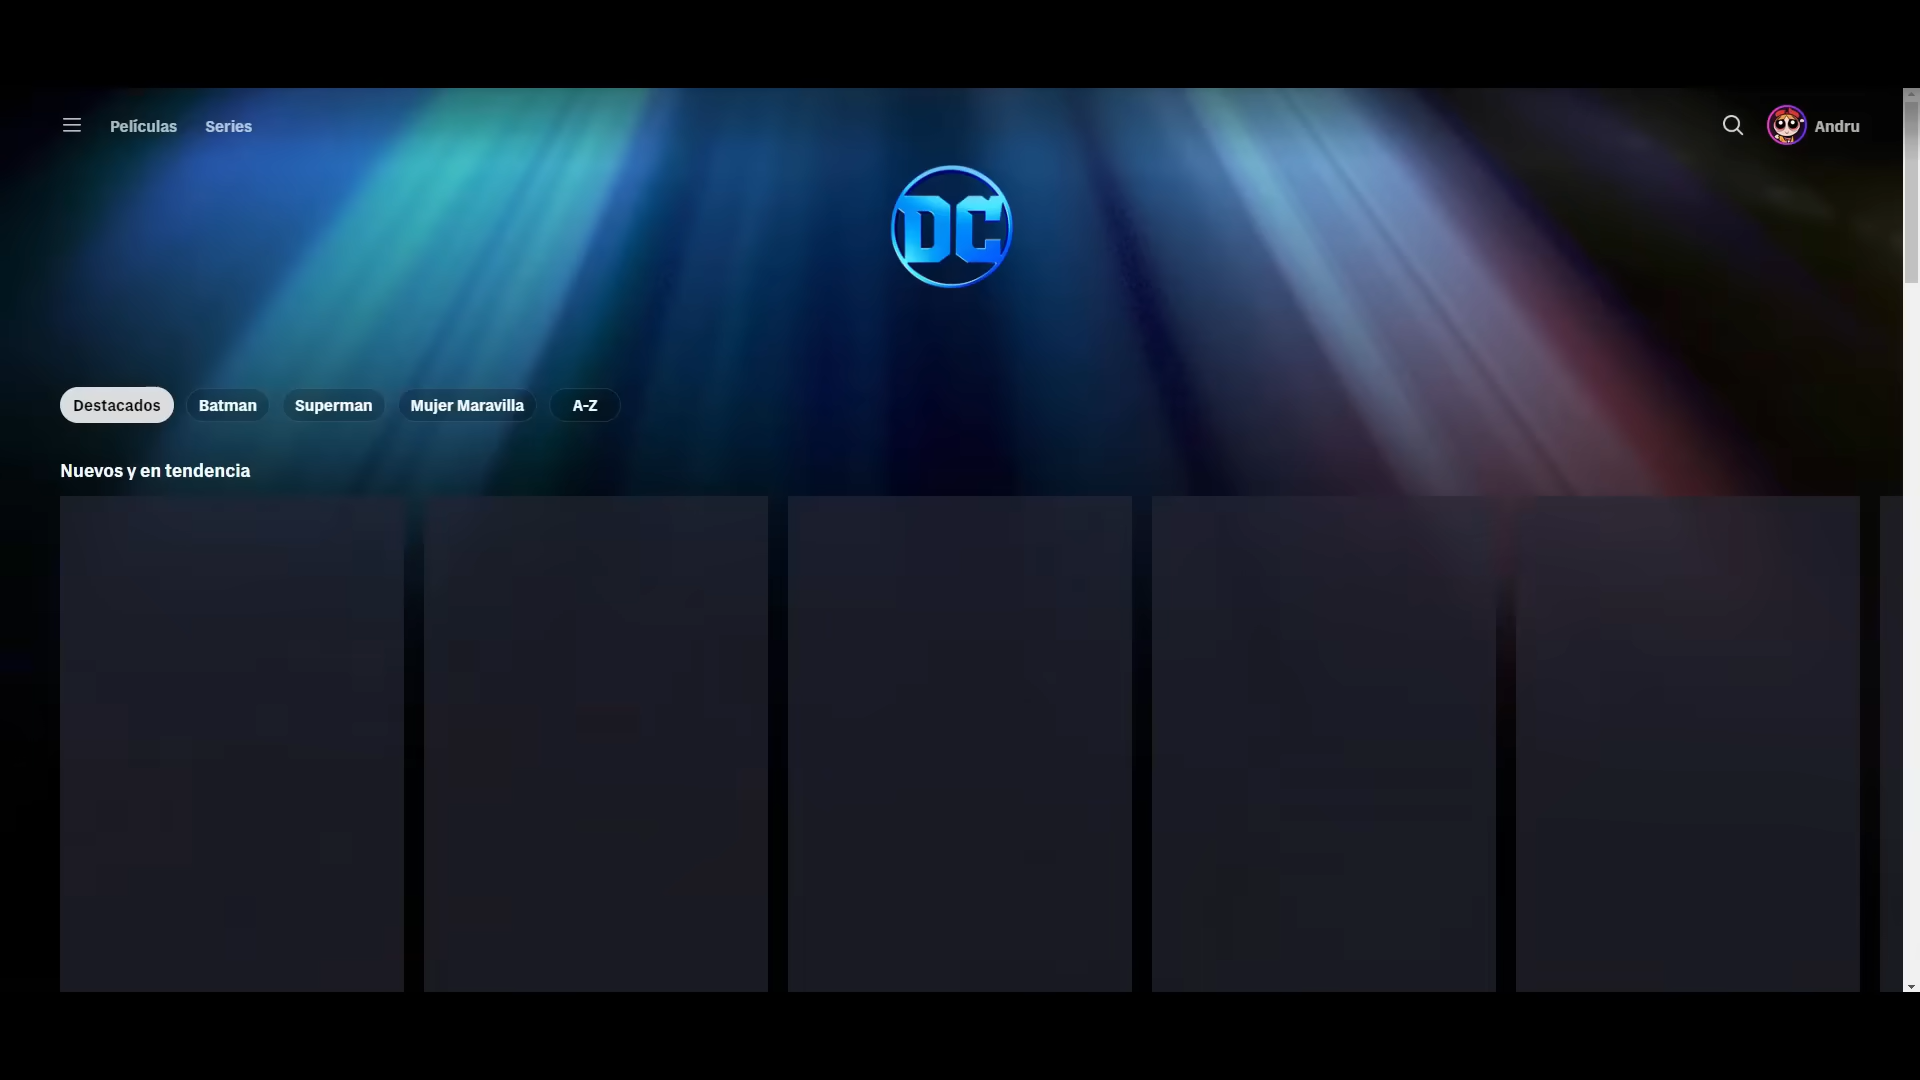 Películas Series
Andru
DC
Destacados Batman Superman Mujer Maravilla A-Z
Nuevos y en tendencia